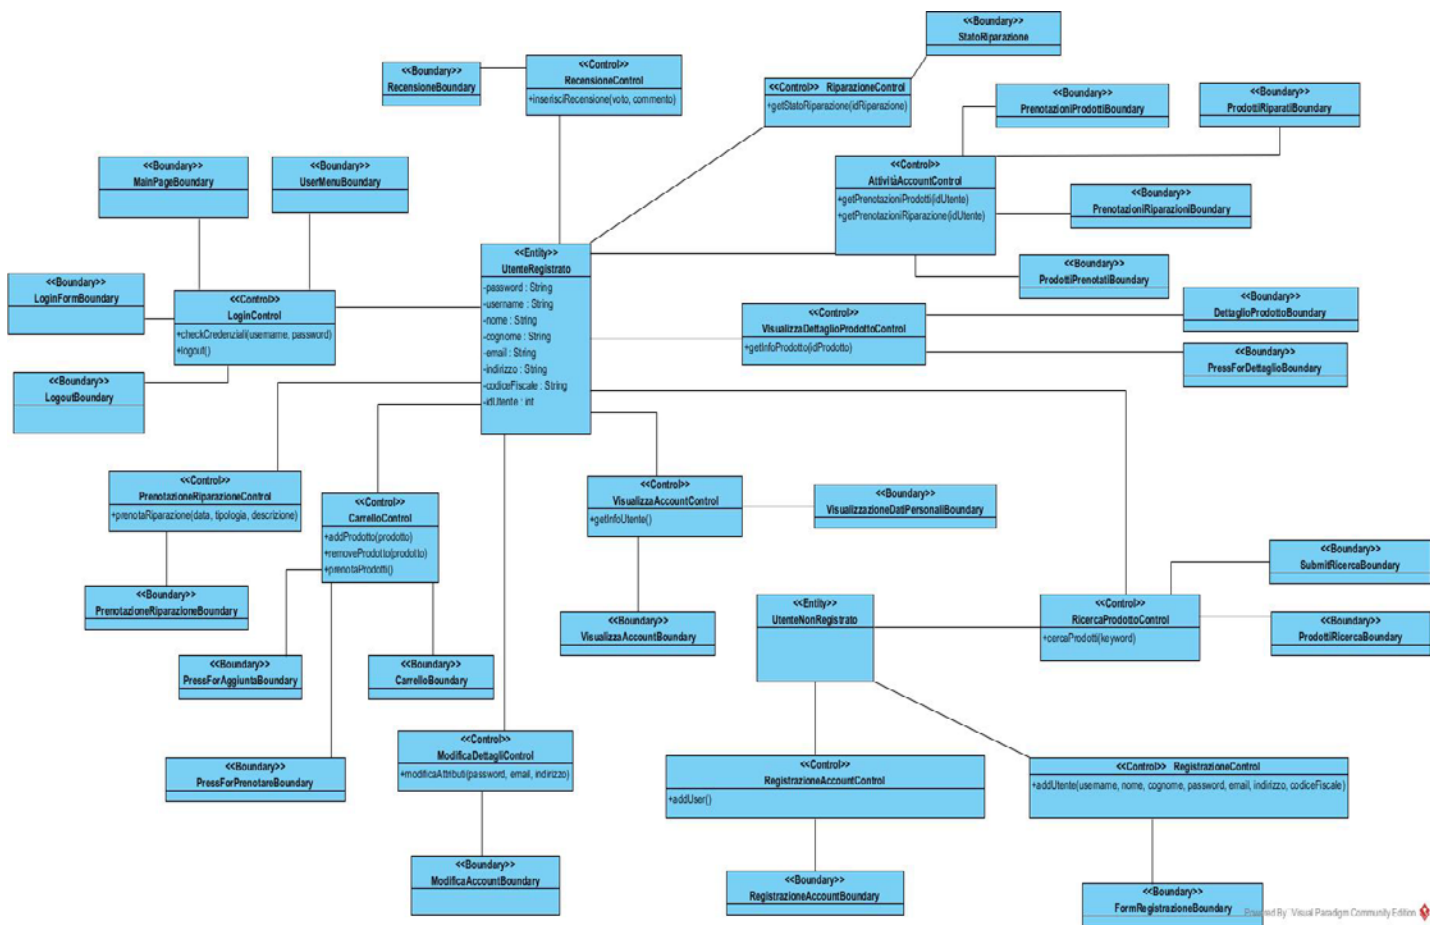 <<Boundary>>
StatoRiparazione
<<Control>>
RecensioneControl
+inserisciRecensione(voto, commento)
<<Boundary>>
RecensioneBoundary
<<Control>> RiparazioneControl
+getStatoRiparazione(idRiparazione)
<<Boundary>>
PrenotazioniProdottiBoundary
<<Boundary>>
ProdottiRiparatiBoundary
<<Boundary>>
MainPageBoundary
<<Boundary>>
UserMenuBoundary
<<Control>>
AttivitàAccountControl
+getPrenotazioniProdotti(idUtente)
+getPrenotazioniRiparazione(idUtente)
<<Boundary>>
PrenotazioniRiparazioniBoundary
<<Entity>>
UtenteRegistrato
-password : String
-username : String
-nome : String
-cognome : String
-email : String
-indirizzo : String
-codiceFiscale : String
-idUtente : int
<<Boundary>>
ProdottiPrenotatiBoundary
<<Boundary>>
LoginFormBoundary
<<Control>>
LoginControl
+checkCredenziali(username, password)
+logout()
<<Control>>
VisualizzaDettaglioProdottoControl
+getInfoProdotto(idProdotto)
<<Boundary>>
DettaglioProdottoBoundary
<<Boundary>>
PressForDettaglioBoundary
<<Boundary>>
LogoutBoundary
<<Control>>
PrenotazioneRiparazioneControl
+prenotaRiparazione(data, tipologia, descrizione)
<<Control>>
CarrelloControl
+addProdotto(prodotto)
+removeProdotto(prodotto)
+prenotaProdotti()
<<Control>>
VisualizzaAccountControl
+getInfoUtente()
<<Boundary>>
VisualizzazioneDatiPersonaliBoundary
<<Boundary>>
SubmitRicercaBoundary
<<Boundary>>
PrenotazioneRiparazioneBoundary
<<Entity>>
UtenteNonRegistrato
<<Control>>
RicercaProdottoControl
+cercaProdotti(keyword)
<<Boundary>>
ProdottiRicercaBoundary
<<Boundary>>
VisualizzaAccountBoundary
<<Boundary>>
PressForAggiuntaBoundary
<<Boundary>>
CarrelloBoundary
<<Control>>
ModificaDettagliControl
+modificaAttributi(password, email, indirizzo)
<<Boundary>>
PressForPrenotareBoundary
<<Control>>
RegistrazioneAccountControl
+addUser()
<<Control>> RegistrazioneControl
+addUtente(username, nome, cognome, password, email, indirizzo, codiceFiscale)
<<Boundary>>
ModificaAccountBoundary
<<Boundary>>
RegistrazioneAccountBoundary
<<Boundary>>
FormRegistrazioneBoundary
Powered By Visual Paradigm Community Edition